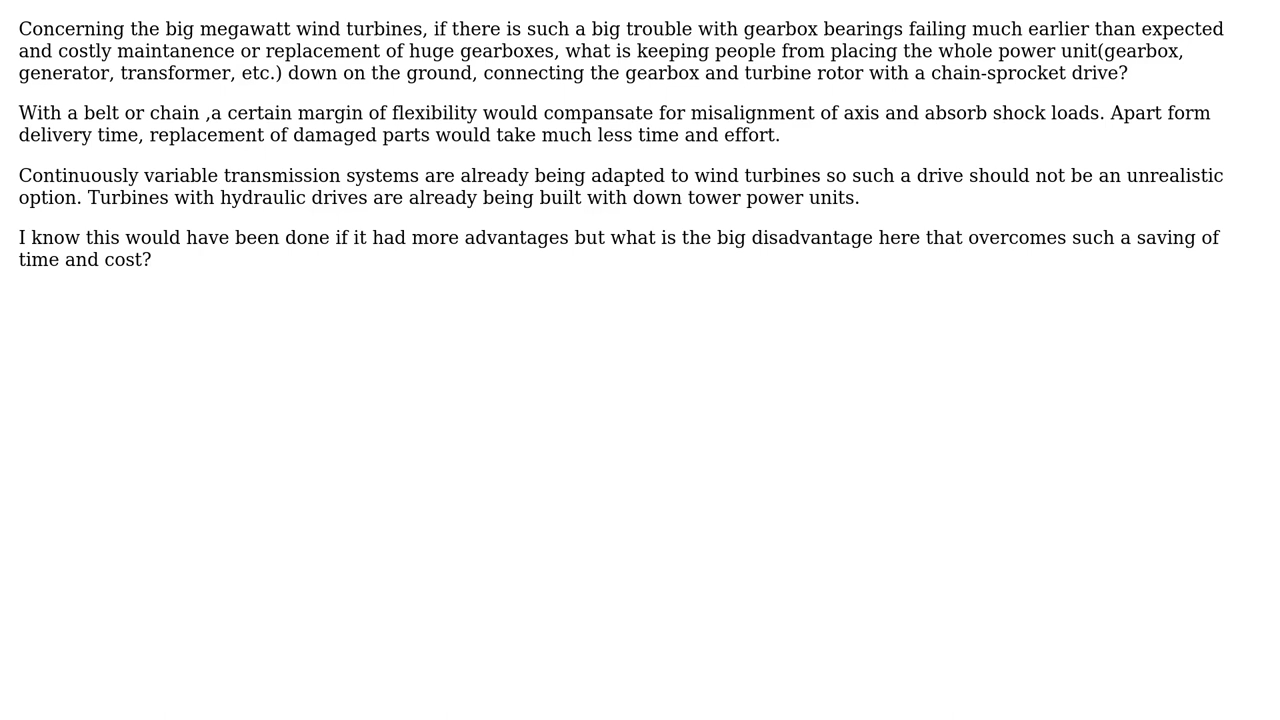 Concerning the big megawatt wind turbines, if there is such a big trouble with gearbox bearings failing much earlier than expected
and costly maintanence or replacement of huge gearboxes, what is keeping people from placing the whole power unit(gearbox,
generator, transformer, etc.) down on the ground, connecting the gearbox and turbine rotor with a chain-sprocket drive?
With a belt or chain ,a certain margin of flexibility would compansate for misalignment of axis and absorb shock loads. Apart form
delivery time, replacement of damaged parts would take much less time and effort.
Continuously variable transmission systems are already being adapted to wind turbines so such a drive should not be an unrealistic
option. Turbines with hydraulic drives are already being built with down tower power units.
I know this would have been done if it had more advantages but what is the big disadvantage here that overcomes such a saving of
time and cost?